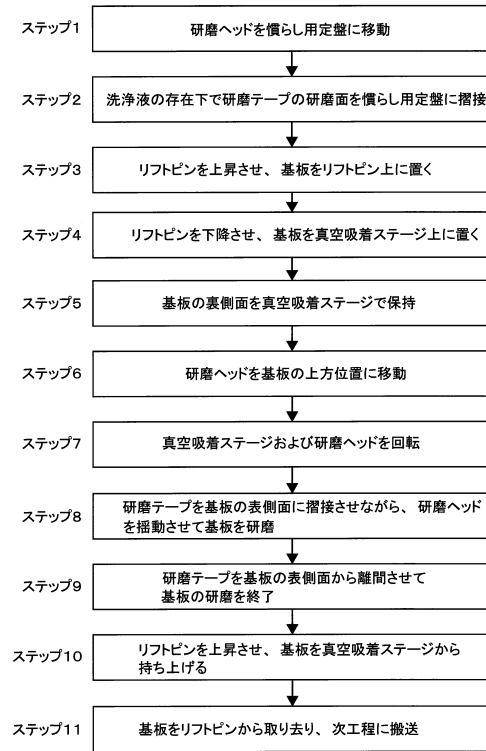 ステップ1
研磨ヘッドを慣らし用定盤に移動
ステップ2
洗浄液の存在下で研磨テープの研磨面を慣らし用定盤に摺接
ステップ3
リフトピンを上昇させ、基板をリフトピン上に置く
ステップ4
リフトピンを下降させ、基板を真空吸着ステージ上に置く
ステップ5
基板の裏側面を真空吸着ステージで保持
ステップ6
研磨ヘッドを基板の上方位置に移動
ステップ7
真空吸着ステージおよび研磨ヘッドを回転
ステップ8
研磨テープを基板の表側面に摺接させながら、研磨ヘッド
を揺動させて基板を研磨
ステップ9
研磨テープを基板の表側面から離間させて
基板の研磨を終了
ステップ10
リフトピンを上昇させ、基板を真空吸着ステージから
持ち上げる
ステップ11
基板をリフトピンから取り去り、次工程に搬送